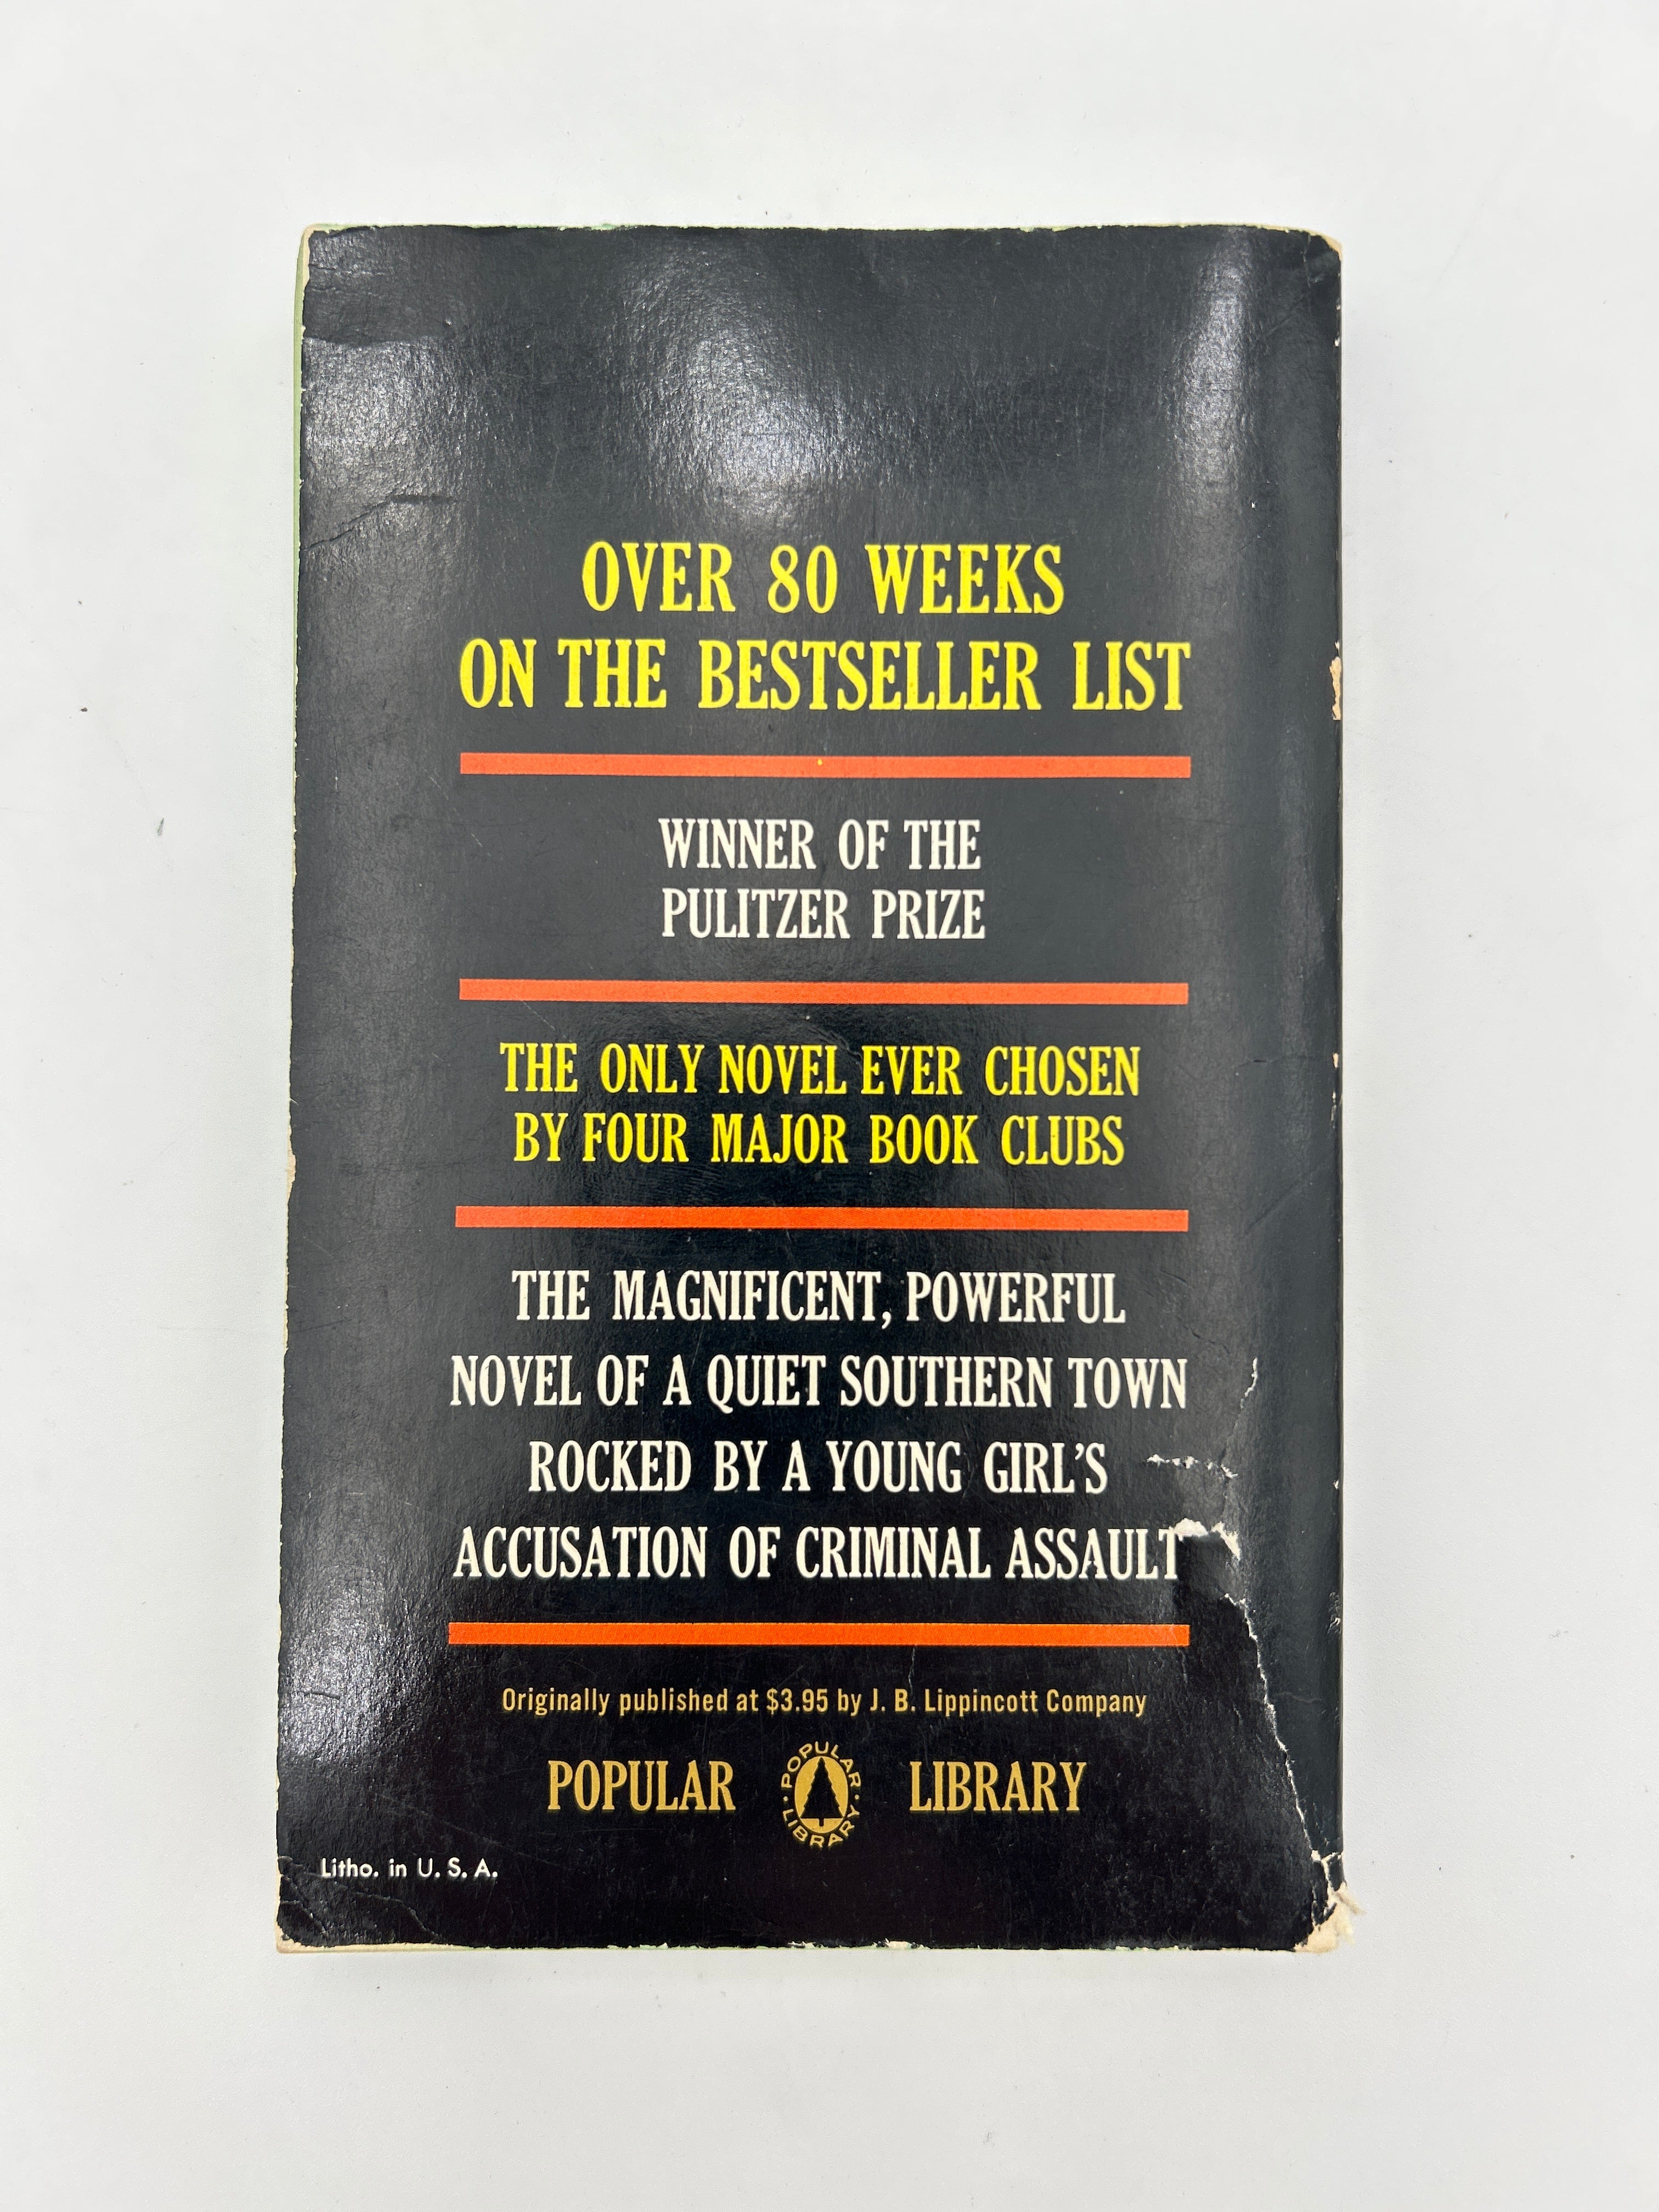 OVER 80 WEEKS
ON THE BESTSELLER LIST
WINNER OF THE
PULITZER PRIZE
THE ONLY NOVEL EVER CHOSEN
BY FOUR MAJOR BOOK CLUBS
THE MAGNIFICENT, POWERFUL
NOVEL OF A QUIET SOUTHERN TOWN
ROCKED BY A YOUNG GIRL'S
ACCUSATION OF CRIMINAL ASSAULT
Originally published at $3.95 by J. B. Lippincott Company
POPULAR POPULAR · LIBRARY · LIBRARY
Litho. in U. S. A.